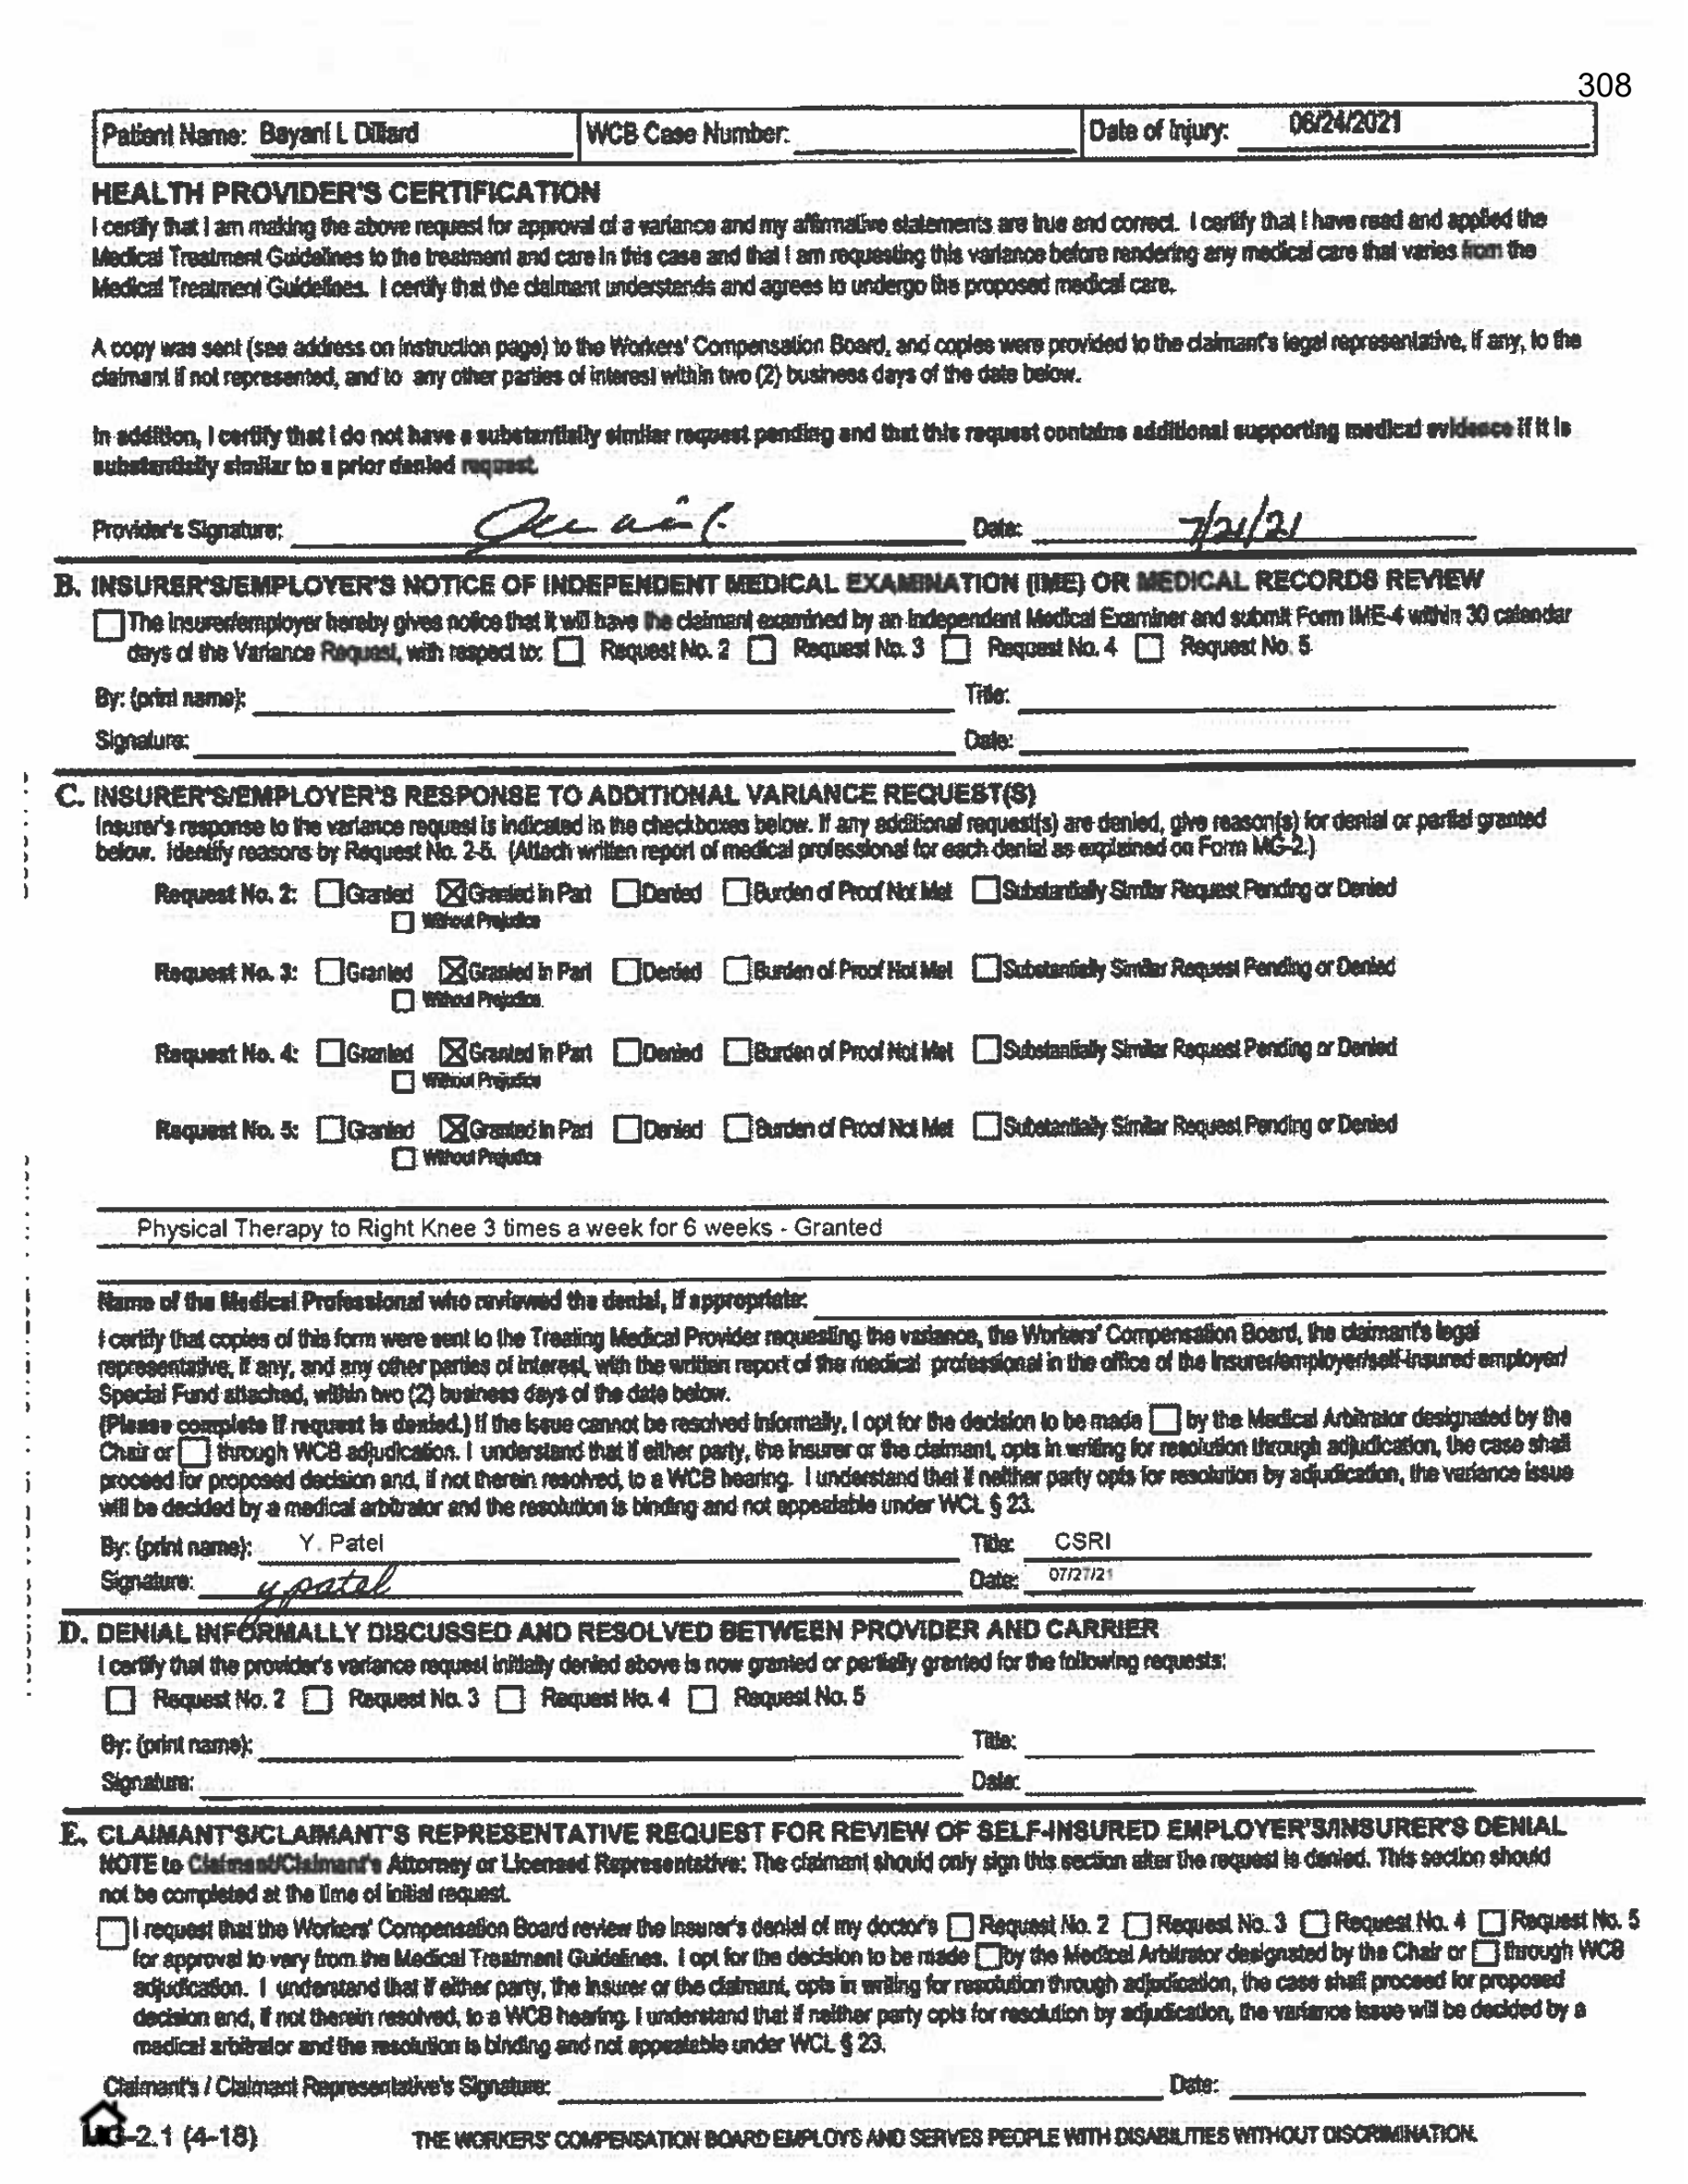 308
Patient Name: Bayani L Dillard WCB Case Number: Date of Injury: 06/24/2021
HEALTH PROVIDER'S CERTIFICATION
I certify that I am making the above request for approval of a variance and my affirmative statements are true and correct. I certify that I have read and applied the
Medical Treatment Guidelines to the treatment and care in this case and that I am requesting this variance before rendering any medical care that varies from the
Medical Treatment Guidelines. I certify that the claimant understands and agrees to undergo the proposed medical care.
A copy was sent (see address on instruction page) to the Workers' Compensation Board, and copies were provided to the claimant's legal representative, if any, to the
claimant if not represented, and to any other parties of interest within two (2) business days of the date below.
In addition, I certify that I do not have a substantially similar request pending and that this request contains additional supporting medical evidence if it is
substantially similar to a prior denied request.
Provider's Signature: Date: 7/21/21
B. INSURER'S/EMPLOYER'S NOTICE OF INDEPENDENT MEDICAL EXAMINATION (IME) OR MEDICAL RECORDS REVIEW
The insurer/employer hereby gives notice that it will have the claimant examined by an Independent Medical Examiner and submit Form IME-4 within 30 calendar
days of the Variance Request, with respect to: Request No. 2 Request No. 3 Request No. 4 Request No. 5
By: (print name): Title:
Signature: Date:
C. INSURER'S/EMPLOYER'S RESPONSE TO ADDITIONAL VARIANCE REQUEST(S)
Insurer's response to the variance request is indicated in the checkboxes below. If any additional request(s) are denied, give reason(s) for denial or partial granted
below. Identify reasons by Request No. 2-5. (Attach written report of medical professional for each denial as explained on Form MG-2.)
Request No. 2: Granted Granted in Part Denied Burden of Proof Not Met Substantially Similar Request Pending or Denied
Without Prejudice
Request No. 3: Granted Granted in Part Denied Burden of Proof Not Met Substantially Similar Request Pending or Denied
Without Prejudice
Request No. 4: Granted Granted in Part Denied Burden of Proof Not Met Substantially Similar Request Pending or Denied
Without Prejudice
Request No. 5: Granted Granted in Part Denied Burden of Proof Not Met Substantially Similar Request Pending or Denied
Without Prejudice
Physical Therapy to Right Knee 3 times a week for 6 weeks - Granted
Name of the Medical Professional who reviewed the denial, if appropriate:
I certify that copies of this form were sent to the Treating Medical Provider requesting the variance, the Workers' Compensation Board, the claimant's legal
representative, if any, and any other parties of interest, with the written report of the medical professional in the office of the insurer/employer/self-insured employer/
Special Fund attached, within two (2) business days of the date below.
(Please complete if request is denied.) If the issue cannot be resolved informally, I opt for the decision to be made by the Medical Arbitrator designated by the
Chair or through WCB adjudication. I understand that if either party, the insurer or the claimant, opts in writing for resolution through adjudication, the case shall
proceed for proposed decision and, if not therein resolved, to a WCB hearing. I understand that if neither party opts for resolution by adjudication, the variance issue
will be decided by a medical arbitrator and the resolution is binding and not appealable under WCL § 23.
By: (print name): Y. Patel Title: CSRI
Signature: y patel Date: 07/27/21
D. DENIAL INFORMALLY DISCUSSED AND RESOLVED BETWEEN PROVIDER AND CARRIER
I certify that the provider's variance request initially denied above is now granted or partially granted for the following requests:
Request No. 2 Request No. 3 Request No. 4 Request No. 5
By: (print name): Title:
Signature: Date:
E. CLAIMANT'S/CLAIMANT'S REPRESENTATIVE REQUEST FOR REVIEW OF SELF-INSURED EMPLOYER'S/INSURER'S DENIAL
NOTE to Claimant/Claimant's Attorney or Licensed Representative: The claimant should only sign this section after the request is denied. This section should
not be completed at the time of initial request.
I request that the Workers' Compensation Board review the insurer's denial of my doctor's Request No. 2 Request No. 3 Request No. 4 Request No. 5
for approval to vary from the Medical Treatment Guidelines. I opt for the decision to be made by the Medical Arbitrator designated by the Chair or through WCB
adjudication. I understand that if either party, the insurer or the claimant, opts in writing for resolution through adjudication, the case shall proceed for proposed
decision and, if not therein resolved, to a WCB hearing. I understand that if neither party opts for resolution by adjudication, the variance issue will be decided by a
medical arbitrator and the resolution is binding and not appealable under WCL § 23.
Claimant's / Claimant Representative's Signature: Date:
MG-2.1 (4-18) THE WORKERS' COMPENSATION BOARD EMPLOYS AND SERVES PEOPLE WITH DISABILITIES WITHOUT DISCRIMINATION.